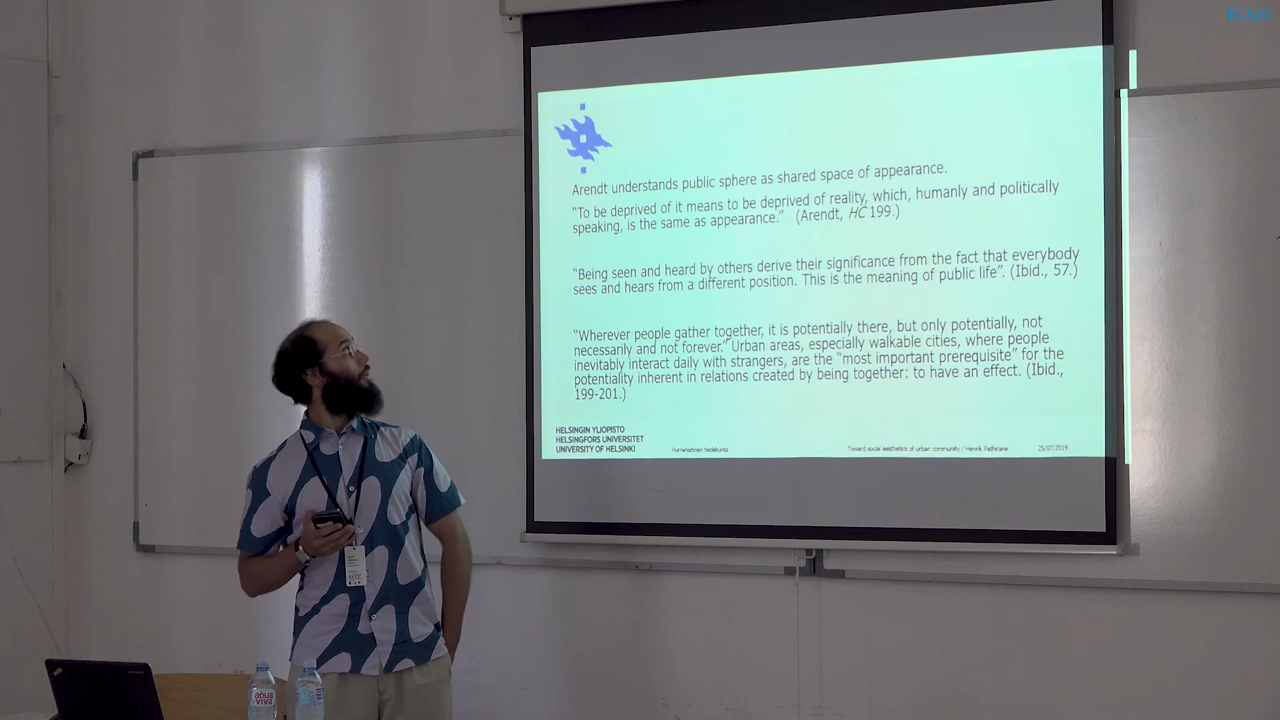 ICAH
Arendt understands public sphere as shared space of appearance.
“To be deprived of it means to be deprived of reality, which, humanly and politically
speaking, is the same as appearance.” (Arendt, HC 199.)
“Being seen and heard by others derive their significance from the fact that everybody
sees and hears from a different position. This is the meaning of public life”. (Ibid., 57.)
“Wherever people gather together, it is potentially there, but only potentially, not
necessarily and not forever.” Urban areas, especially walkable cities, where people
inevitably interact daily with strangers, are the “most important prerequisite” for the
potentiality inherent in relations created by being together: to have an effect. (Ibid.,
199-201.)
HELSINGIN YLIOPISTO
HELSINGFORS UNIVERSITET
UNIVERSITY OF HELSINKI
Humanistinen tiedekunta
Toward social aesthetics of urban community / Henrik Pathirane
25/07/2019
aqua
viva